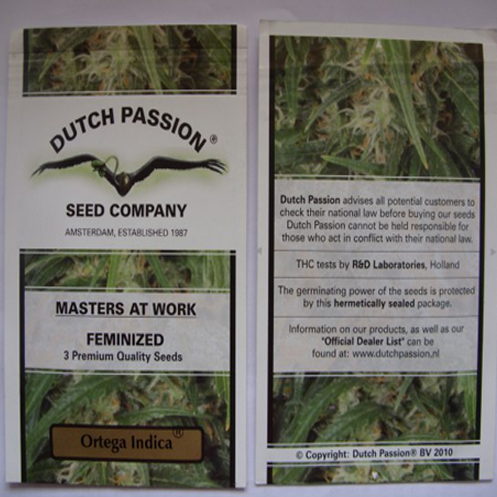 DUTCH PASSION®
SEED COMPANY
AMSTERDAM, ESTABLISHED 1987
MASTERS AT WORK
FEMINIZED
3 Premium Quality Seeds
Ortega Indica®
Dutch Passion advises all potential customers to
check their national law before buying our seeds
Dutch Passion cannot be held responsible for
those who act in conflict with their national law.
THC tests by R&D Laboratories, Holland
The germinating power of the seeds is protected
by this hermetically sealed package.
Information on our products, as well as our
"Official Dealer List" can be
found at: www.dutchpassion.nl
© Copyright: Dutch Passion® BV 2010